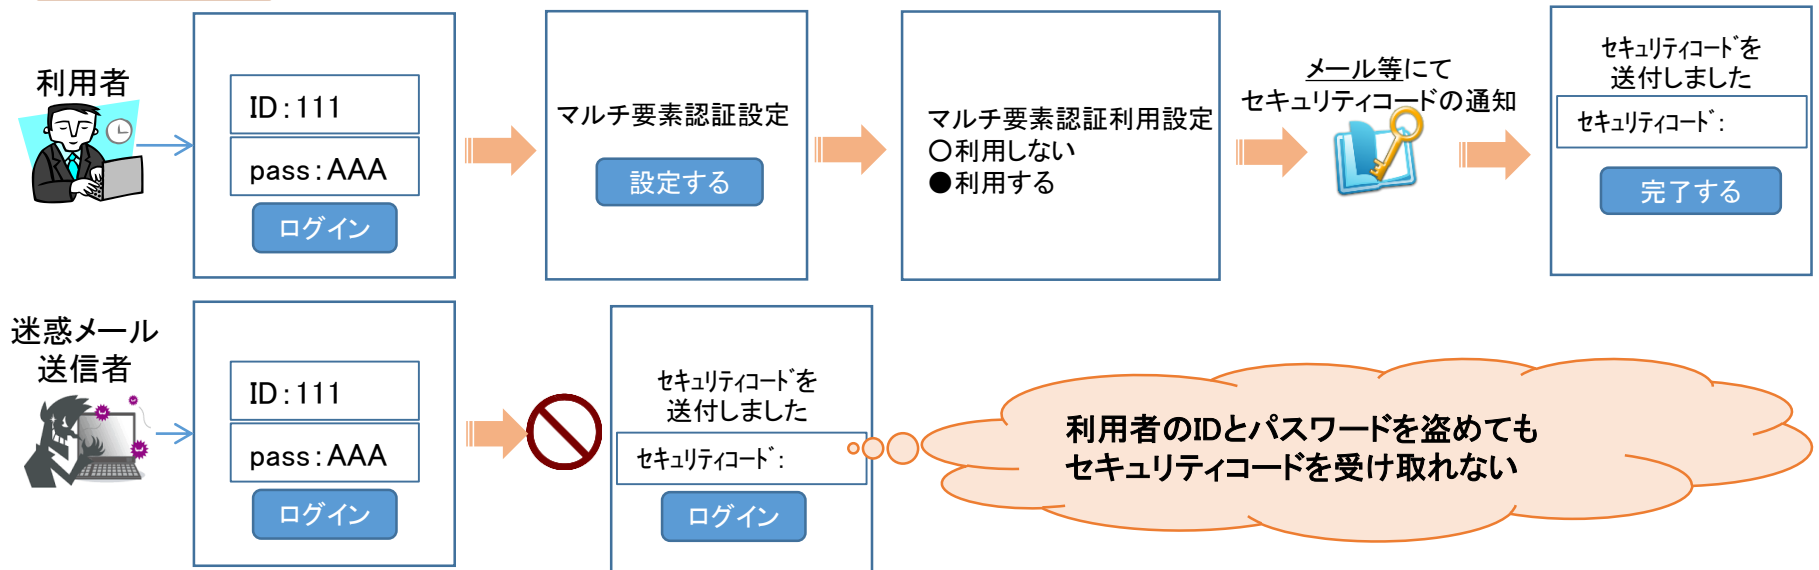 利用者
ID：111
pass：AAA
ログイン
マルチ要素認証設定
設定する
マルチ要素認証利用設定
○利用しない
●利用する
メール等にて
セキュリティコードの通知
ｾｷｭﾘﾃｨｺｰﾄﾞを
送付しました
ｾｷｭﾘﾃｨｺｰﾄﾞ：
完了する
迷惑メール
送信者
ID：111
pass：AAA
ログイン
ｾｷｭﾘﾃｨｺｰﾄﾞを
送付しました
ｾｷｭﾘﾃｨｺｰﾄﾞ：
ログイン
利用者のIDとパスワードを盗めても
セキュリティコードを受け取れない